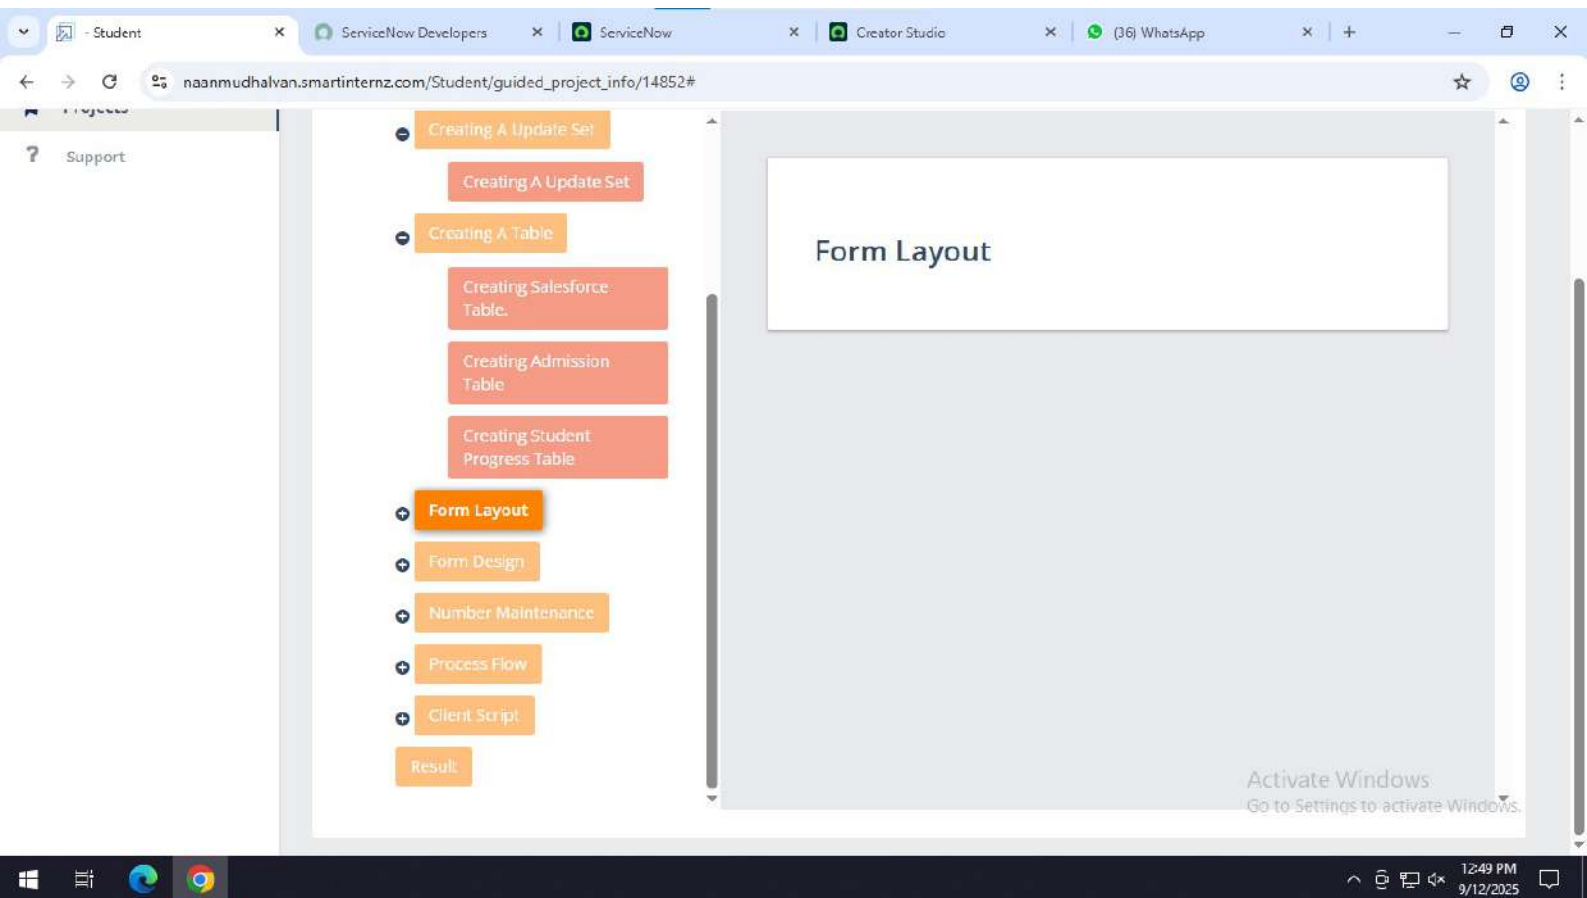 - Student
ServiceNow Developers
ServiceNow
Creator Studio
(36) WhatsApp
naanmudhalvan.smartinternz.com/Student/guided_project_info/14852#
Projects
Support
Creating A Update Set
Creating A Update Set
Creating A Table
Creating Salesforce
Table.
Creating Admission
Table
Creating Student
Progress Table
Form Layout
Form Design
Number Maintenance
Process Flow
Client Script
Result
Form Layout
Activate Windows
Go to Settings to activate Windows.
12:49 PM
9/12/2025